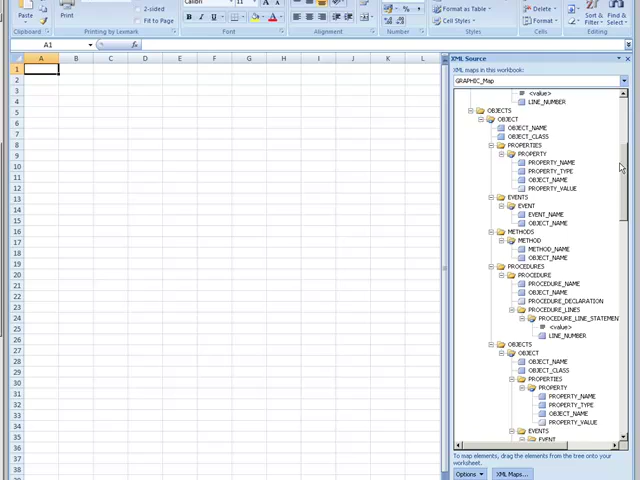 Calibri 11
Format as Table
Delete
Paste
Print
2-sided
Fit to Page
Cell Styles
Format
Sort & Filter
Find & Select
Clipboard Printing by Lexmark Font Alignment Number Styles Cells Editing
A1 fx
XML Source
XML maps in this workbook:
GRAPHIC_Map
A B C D E F G H I J K L
1
2
3
4
5
6
7
8
9
10
11
12
13
14
15
16
17
18
19
20
21
22
23
24
25
26
27
28
29
30
31
32
33
34
35
36
37
38
<value>
LINE_NUMBER
OBJECTS
OBJECT
OBJECT_NAME
OBJECT_CLASS
PROPERTIES
PROPERTY
PROPERTY_NAME
PROPERTY_TYPE
OBJECT_NAME
PROPERTY_VALUE
EVENTS
EVENT
EVENT_NAME
OBJECT_NAME
METHODS
METHOD
METHOD_NAME
OBJECT_NAME
PROCEDURES
PROCEDURE
PROCEDURE_NAME
OBJECT_NAME
PROCEDURE_DECLARATION
PROCEDURE_LINES
PROCEDURE_LINE_STATEMEN
<value>
LINE_NUMBER
OBJECTS
OBJECT
OBJECT_NAME
OBJECT_CLASS
PROPERTIES
PROPERTY
PROPERTY_NAME
PROPERTY_TYPE
OBJECT_NAME
PROPERTY_VALUE
EVENTS
EVENT
To map elements, drag the elements from the tree onto your
worksheet.
Options XML Maps...